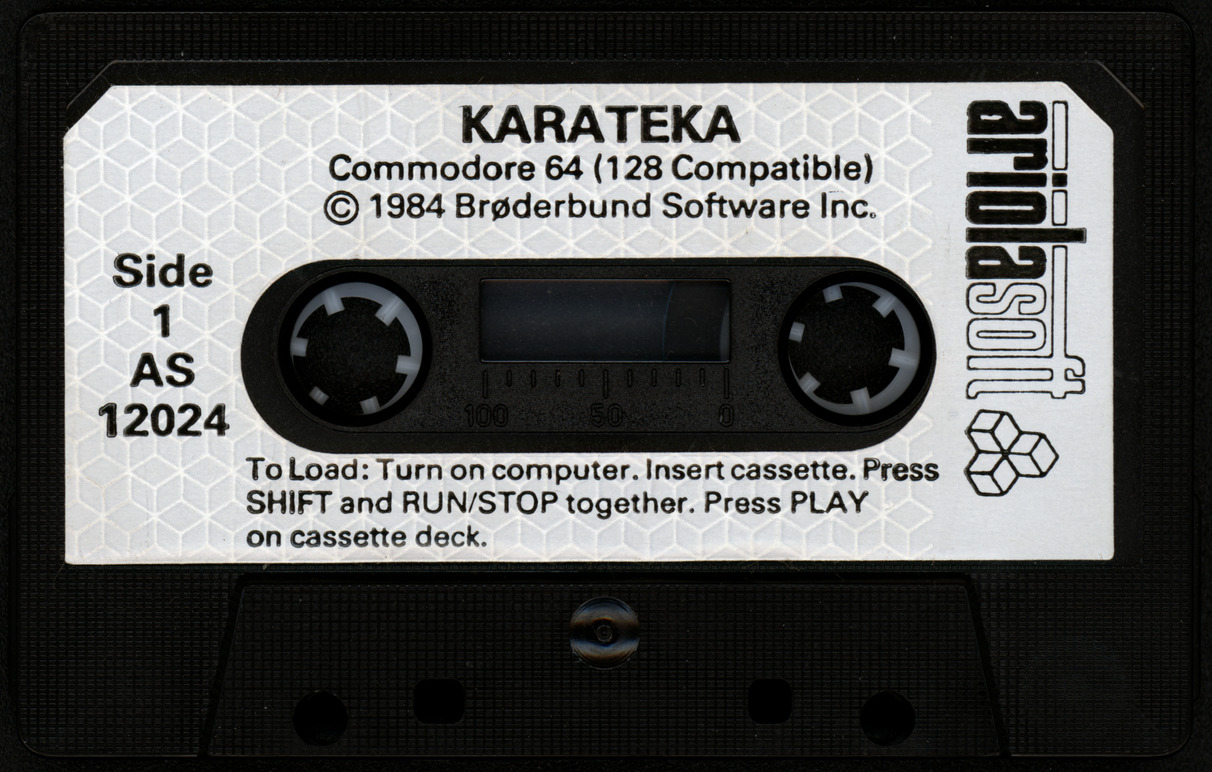 KARATEKA
Commodore 64 (128 Compatible)
© 1984 Brøderbund Software Inc.
ariolasoft
Side
1
AS
12024
100 50 0
To Load: Turn on computer. Insert cassette. Press
SHIFT and RUN/STOP together. Press PLAY
on cassette deck.